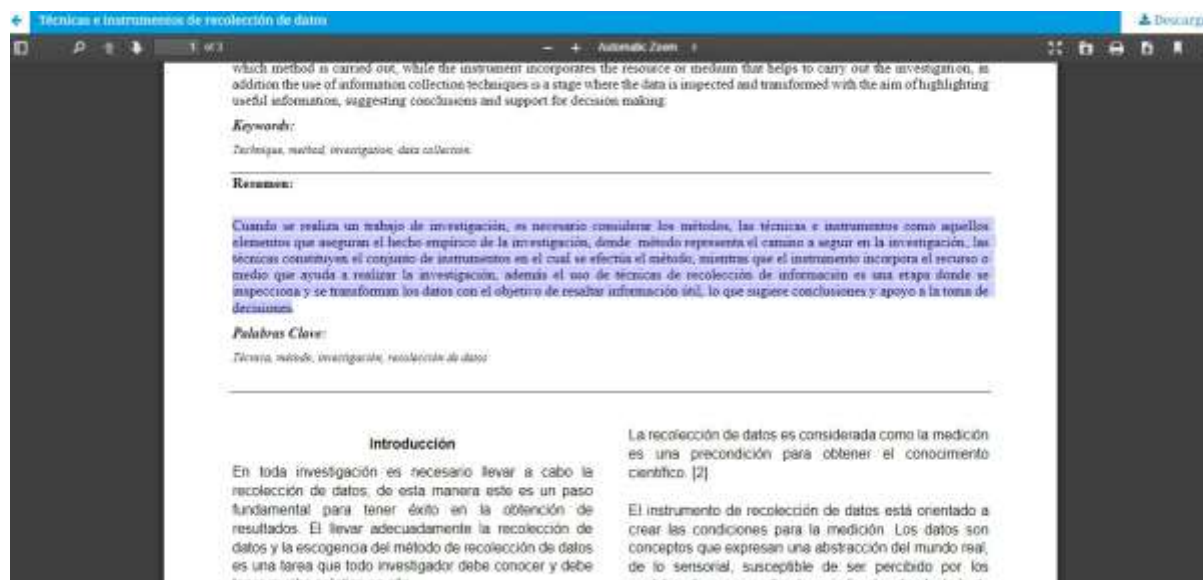 Técnicas e instrumentos de recolección de datos
Descarg
1 of 3
Automatic Zoom
which method is carried out, while the instrument incorporates the resource or medium that helps to carry out the investigation, in
addition the use of information collection techniques is a stage where the data is inspected and transformed with the aim of highlighting
useful information, suggesting conclusions and support for decision making.
Keywords:
Technique, method, investigation, data collection.
Resumen:
Cuando se realiza un trabajo de investigación, es necesario considerar los métodos, las técnicas e instrumentos como aquellos
elementos que aseguran el hecho empírico de la investigación, donde método representa el camino a seguir en la investigación, las
técnicas constituyen el conjunto de instrumentos en el cual se efectúa el método, mientras que el instrumento incorpora el recurso o
medio que ayuda a realizar la investigación, además el uso de técnicas de recolección de información es una etapa donde se
inspecciona y se transforman los datos con el objetivo de resaltar información útil, lo que sugiere conclusiones y apoyo a la toma de
decisiones.
Palabras Clave:
Técnica, método, investigación, recolección de datos
Introducción
En toda investigación es necesario llevar a cabo la
recolección de datos, de esta manera este es un paso
fundamental para tener éxito en la obtención de
resultados. El llevar adecuadamente la recolección de
datos y la escogencia del método de recolección de datos
es una tarea que todo investigador debe conocer y debe
La recolección de datos es considerada como la medición
es una precondición para obtener el conocimiento
científico. [2]
El instrumento de recolección de datos está orientado a
crear las condiciones para la medición. Los datos son
conceptos que expresan una abstracción del mundo real,
de lo sensorial, susceptible de ser percibido por los